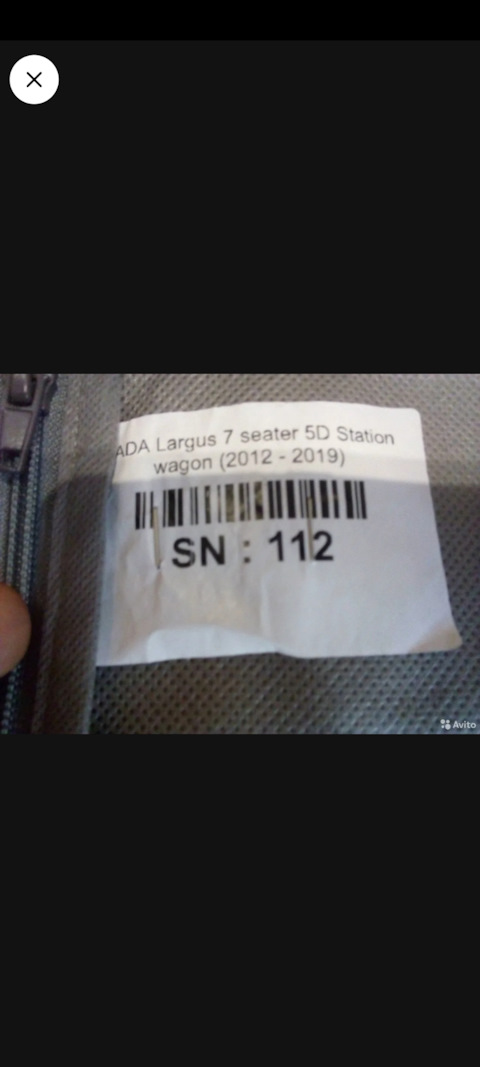 ADA Largus 7 seater 5D Station
wagon (2012 - 2019)
SN : 112
Avito